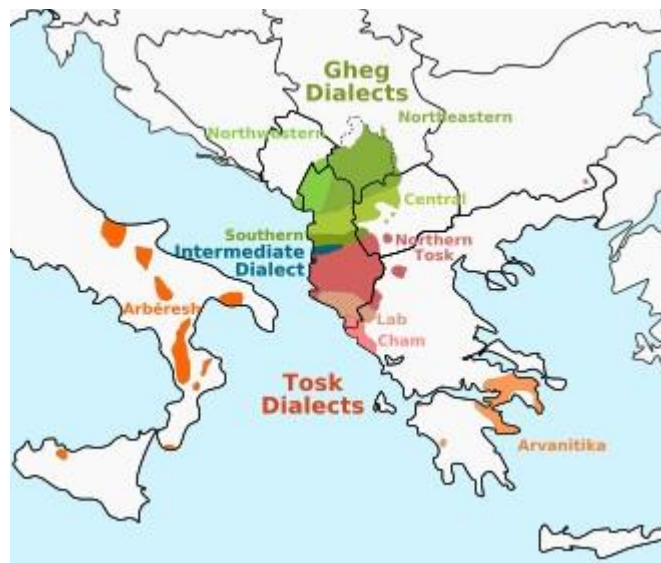 Gheg
Dialects
Northwestern
Northeastern
Central
Southern
Intermediate
Dialect
Northern
Tosk
Arbëresh
Lab
Cham
Tosk
Dialects
Arvanitika